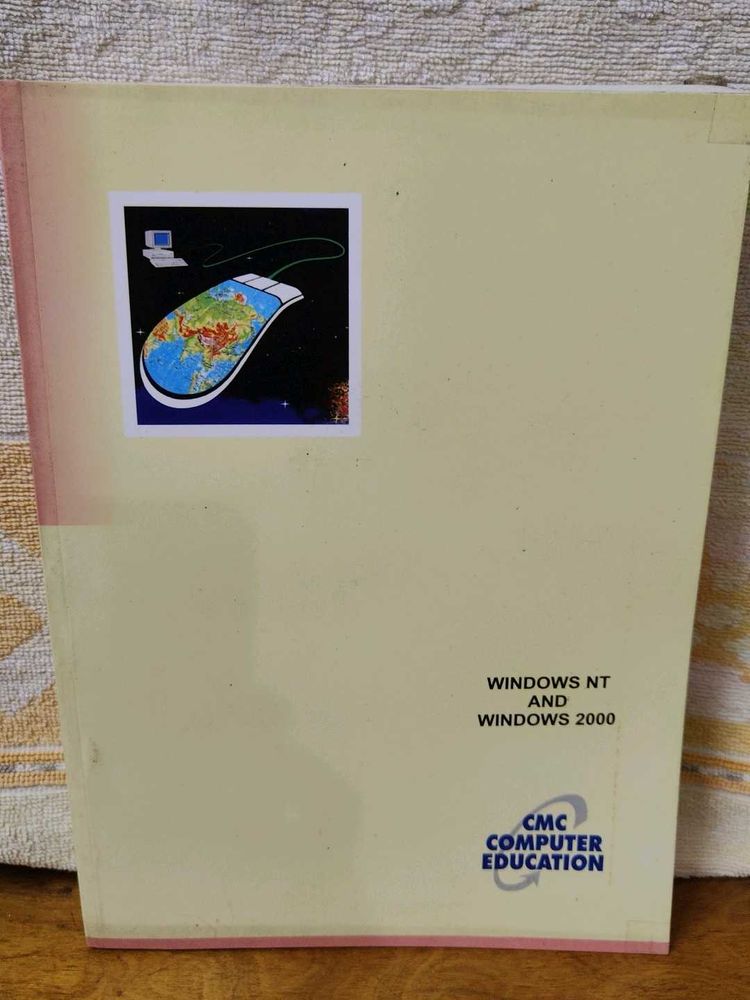 WINDOWS NT
AND
WINDOWS 2000
CMC
COMPUTER
EDUCATION